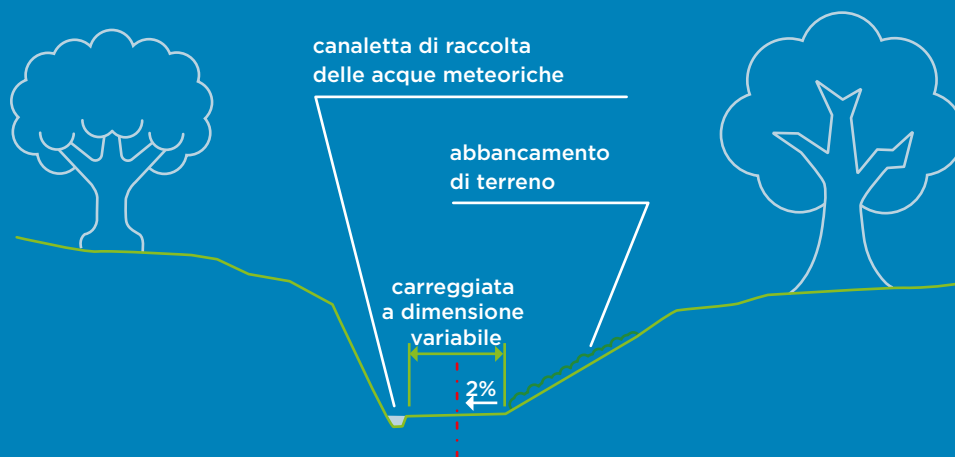 canaletta di raccolta
delle acque meteoriche
abbancamento
di terreno
carreggiata
a dimensione
variabile
2%